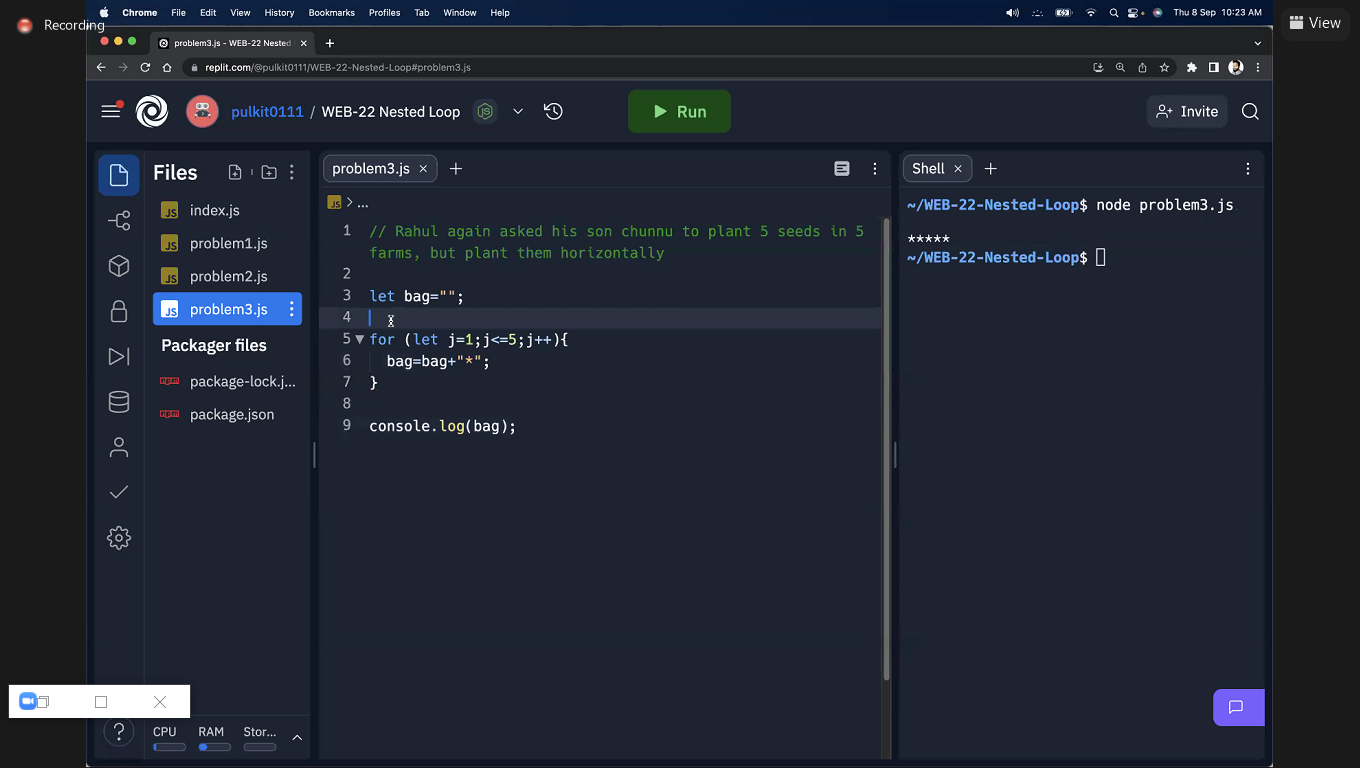 Recording
Chrome File Edit View History Bookmarks Profiles Tab Window Help
Thu 8 Sep 10:23 AM
View
problem3.js - WEB-22 Nested
replit.com/@pulkit0111/WEB-22-Nested-Loop#problem3.js
pulkit0111 / WEB-22 Nested Loop
Run
Invite
Files
index.js
problem1.js
problem2.js
problem3.js
Packager files
package-lock.j...
package.json
problem3.js
JS > ...
1 // Rahul again asked his son chunnu to plant 5 seeds in 5
farms, but plant them horizontally
2
3 let bag="";
4
5 for (let j=1;j<=5;j++){
6 bag=bag+"*";
7 }
8
9 console.log(bag);
Shell
~/WEB-22-Nested-Loop$ node problem3.js
*****
~/WEB-22-Nested-Loop$
CPU RAM Stor...